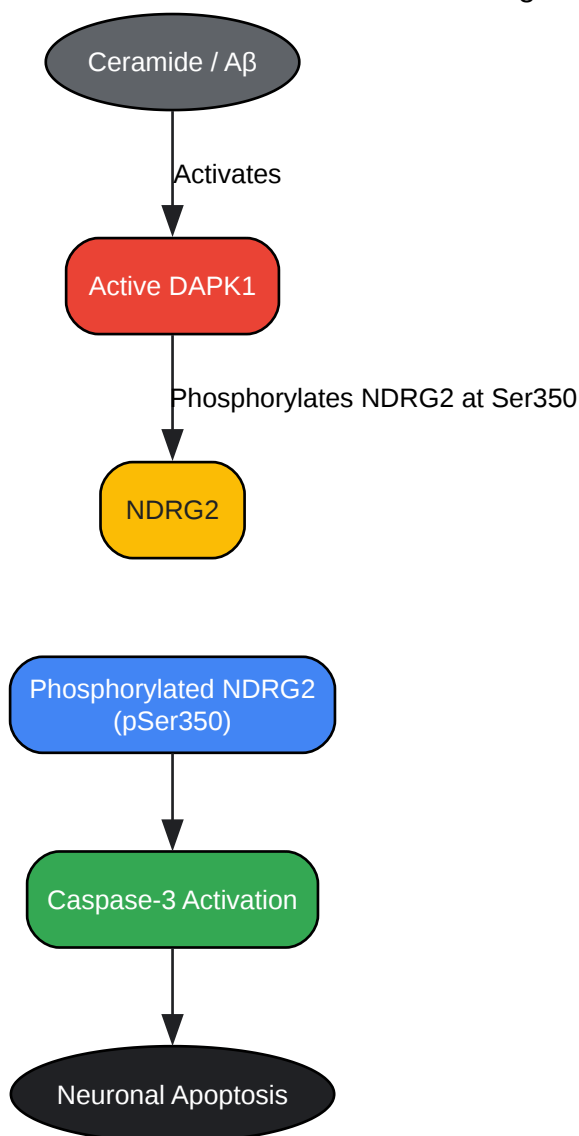 Ceramide / Aβ
Activates
Active DAPK1
Phosphorylates NDRG2 at Ser350
NDRG2
Phosphorylated NDRG2
(pSer350)
Caspase-3 Activation
Neuronal Apoptosis